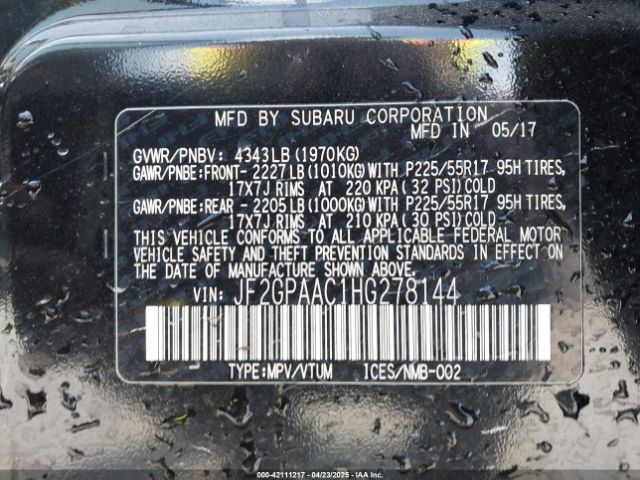 MFD BY SUBARU CORPORATION
MFD IN 05/17
GVWR/PNBV: 4343LB (1970KG)
GAWR/PNBE:FRONT- 2227LB (1010KG) WITH P225/55R17 95H TIRES,
17X7J RIMS AT 220 KPA (32 PSI) COLD
GAWR/PNBE:REAR - 2205LB (1000KG) WITH P225/55R17 95H TIRES,
17X7J RIMS AT 210 KPA (30 PSI) COLD
THIS VEHICLE CONFORMS TO ALL APPLICABLE FEDERAL MOTOR
VEHICLE SAFETY AND THEFT PREVENTION STANDARDS IN EFFECT ON
THE DATE OF MANUFACTURE SHOWN ABOVE.
VIN: JF2GPAAC1HG278144
TYPE:MPV/VTUM ICES/NMB-002
000-42111217 - 04/23/2025 - IAAI.COM